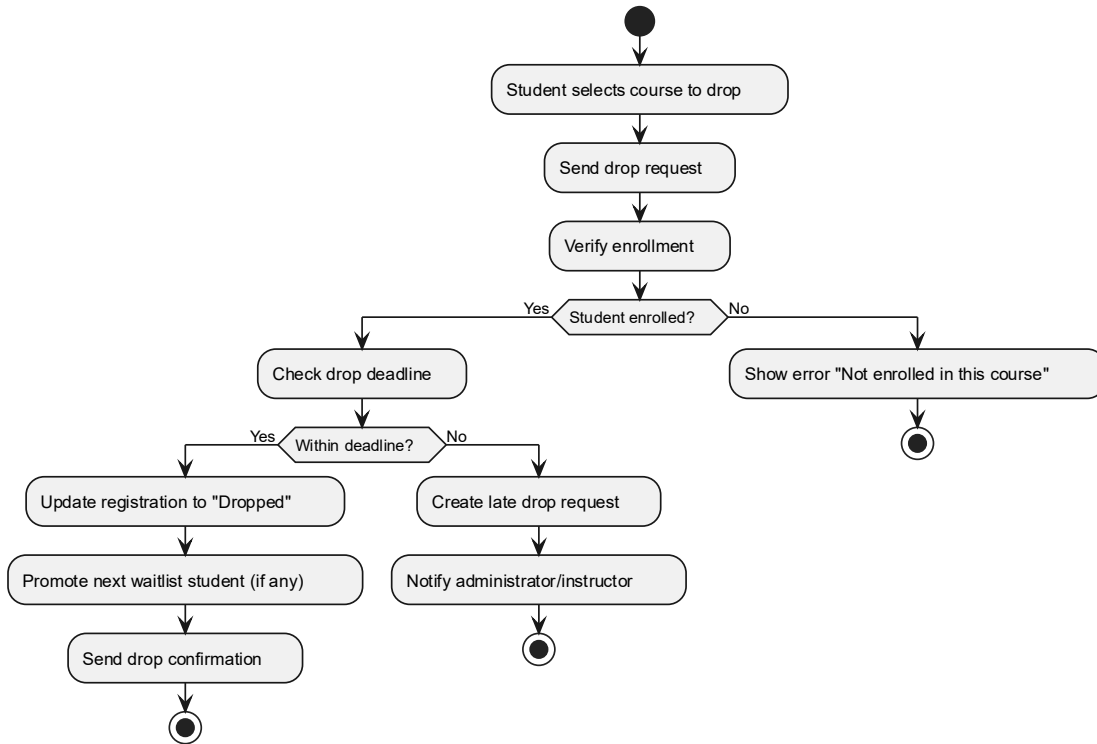 Student selects course to drop
Send drop request
Verify enrollment
Yes
Student enrolled?
No
Check drop deadline
Show error "Not enrolled in this course"
Yes
Within deadline?
No
Update registration to "Dropped"
Create late drop request
Promote next waitlist student (if any)
Notify administrator/instructor
Send drop confirmation